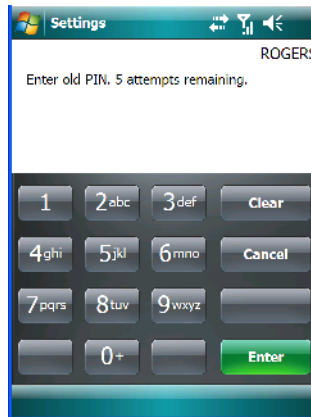 Settings
ROGERS
Enter old PIN. 5 attempts remaining.
1 2abc 3def Clear
4ghi 5jkl 6mno Cancel
7pqrs 8tuv 9wxyz
0+ Enter